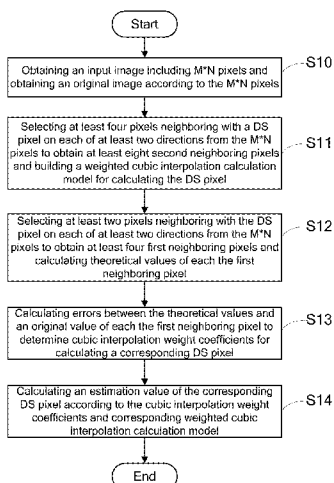 Start
S10
Obtaining an input image including M*N pixels and
obtaining an original image according to the M*N pixels
S11
Selecting at least four pixels neighboring with a DS
pixel on each of at least two directions from the M*N
pixels to obtain at least eight second neighboring pixels
and building a weighted cubic interpolation calculation
model for calculating the DS pixel
S12
Selecting at least two pixels neighboring with the DS
pixel on each of at least two directions from the M*N
pixels to obtain at least four first neighboring pixels and
calculating theoretical values of each the first
neighboring pixel
S13
Calculating errors between the theoretical values and
an original value of each the first neighboring pixel to
determine cubic interpolation weight coefficients for
calculating a corresponding DS pixel
S14
Calculating an estimation value of the corresponding
DS pixel according to the cubic interpolation weight
coefficients and corresponding weighted cubic
interpolation calculation model
End